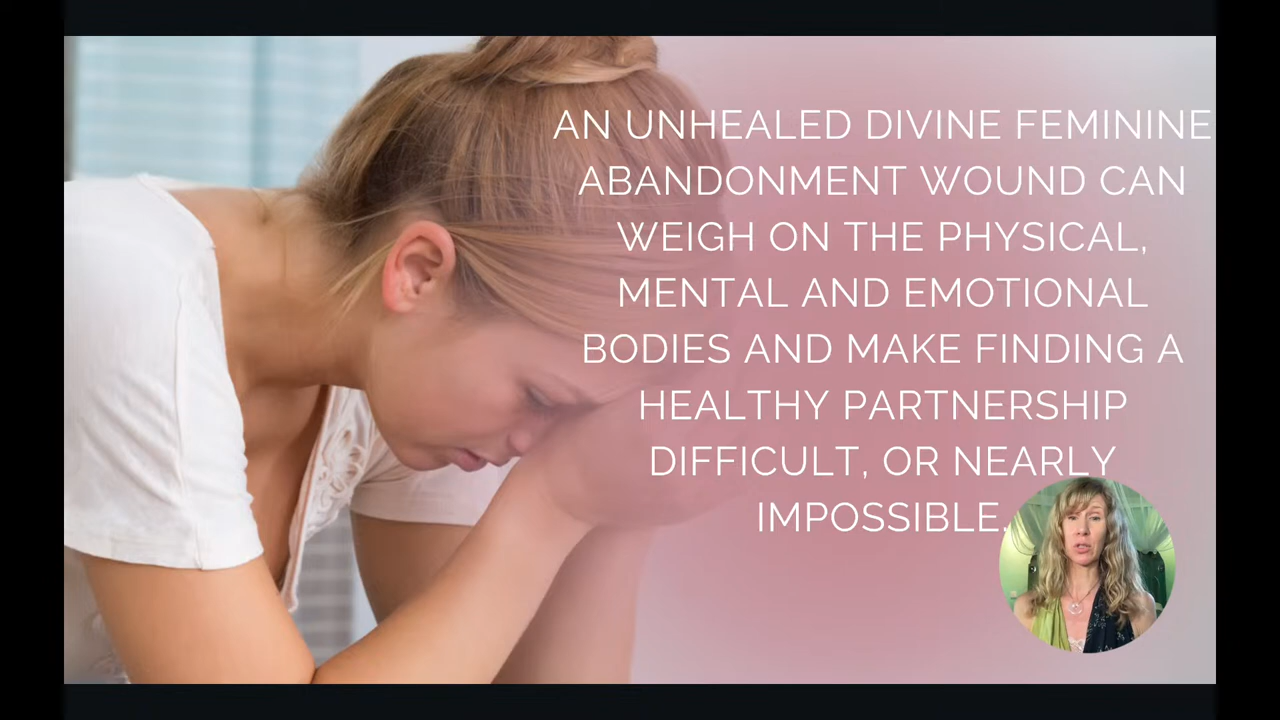 AN UNHEALED DIVINE FEMININE
ABANDONMENT WOUND CAN
WEIGH ON THE PHYSICAL,
MENTAL AND EMOTIONAL
BODIES AND MAKE FINDING A
HEALTHY PARTNERSHIP
DIFFICULT, OR NEARLY
IMPOSSIBLE.